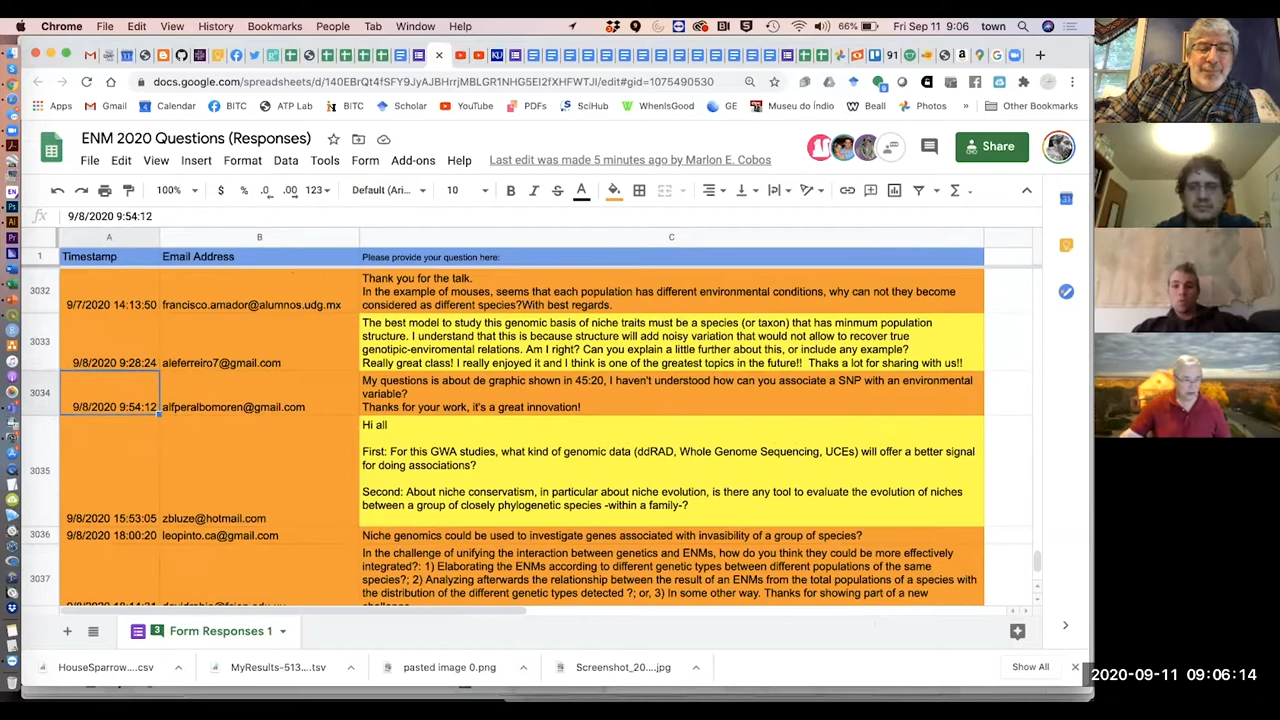 Chrome File Edit View History Bookmarks People Tab Window Help 66% Fri Sep 11 9:06 town
91
docs.google.com/spreadsheets/d/140EBrQt4fSFY9JyAJBHrrjMBLGR1NHG5EI2fXHFWTJI/edit#gid=1075490530
Apps Gmail Calendar BITC ATP Lab BITC Scholar YouTube PDFs SciHub WhenIsGood GE Museu do Índio Beall Photos » Other Bookmarks
ENM 2020 Questions (Responses)
File Edit View Insert Format Data Tools Form Add-ons Help Last edit was made 5 minutes ago by Marlon E. Cobos
Share
100% $ % .0 .00 123 Default (Ari... 10 B I S A
fx 9/8/2020 9:54:12
A B C
1 Timestamp Email Address Please provide your question here:
3032 9/7/2020 14:13:50 francisco.amador@alumnos.udg.mx
Thank you for the talk.
In the example of mouses, seems that each population has different environmental conditions, why can not they become
considered as different species?With best regards.
3033 9/8/2020 9:28:24 aleferreiro7@gmail.com
The best model to study this genomic basis of niche traits must be a species (or taxon) that has minmum population
structure. I understand that this is because structure will add noisy variation that would not allow to recover true
genotipic-enviromental relations. Am I right? Can you explain a little further about this, or include any example?
Really great class! I really enjoyed it and I think is one of the greatest topics in the future!! Thaks a lot for sharing with us!!
3034 9/8/2020 9:54:12 alfperalbomoren@gmail.com
My questions is about de graphic shown in 45:20, I haven't understood how can you associate a SNP with an environmental
variable?
Thanks for your work, it's a great innovation!
3035 9/8/2020 15:53:05 zbluze@hotmail.com
Hi all
First: For this GWA studies, what kind of genomic data (ddRAD, Whole Genome Sequencing, UCEs) will offer a better signal
for doing associations?
Second: About niche conservatism, in particular about niche evolution, is there any tool to evaluate the evolution of niches
between a group of closely phylogenetic species -within a family-?
3036 9/8/2020 18:00:20 leopinto.ca@gmail.com Niche genomics could be used to investigate genes associated with invasibility of a group of species?
3037
In the challenge of unifying the interaction between genetics and ENMs, how do you think they could be more effectively
integrated?: 1) Elaborating the ENMs according to different genetic types between different populations of the same
species?; 2) Analyzing afterwards the relationship between the result of an ENMs from the total populations of a species with
the distribution of the different genetic types detected ?; or, 3) In some other way. Thanks for showing part of a new
3 Form Responses 1
HouseSparrow....csv MyResults-513....tsv pasted image 0.png Screenshot_20....jpg Show All
2020-09-11 09:06:14